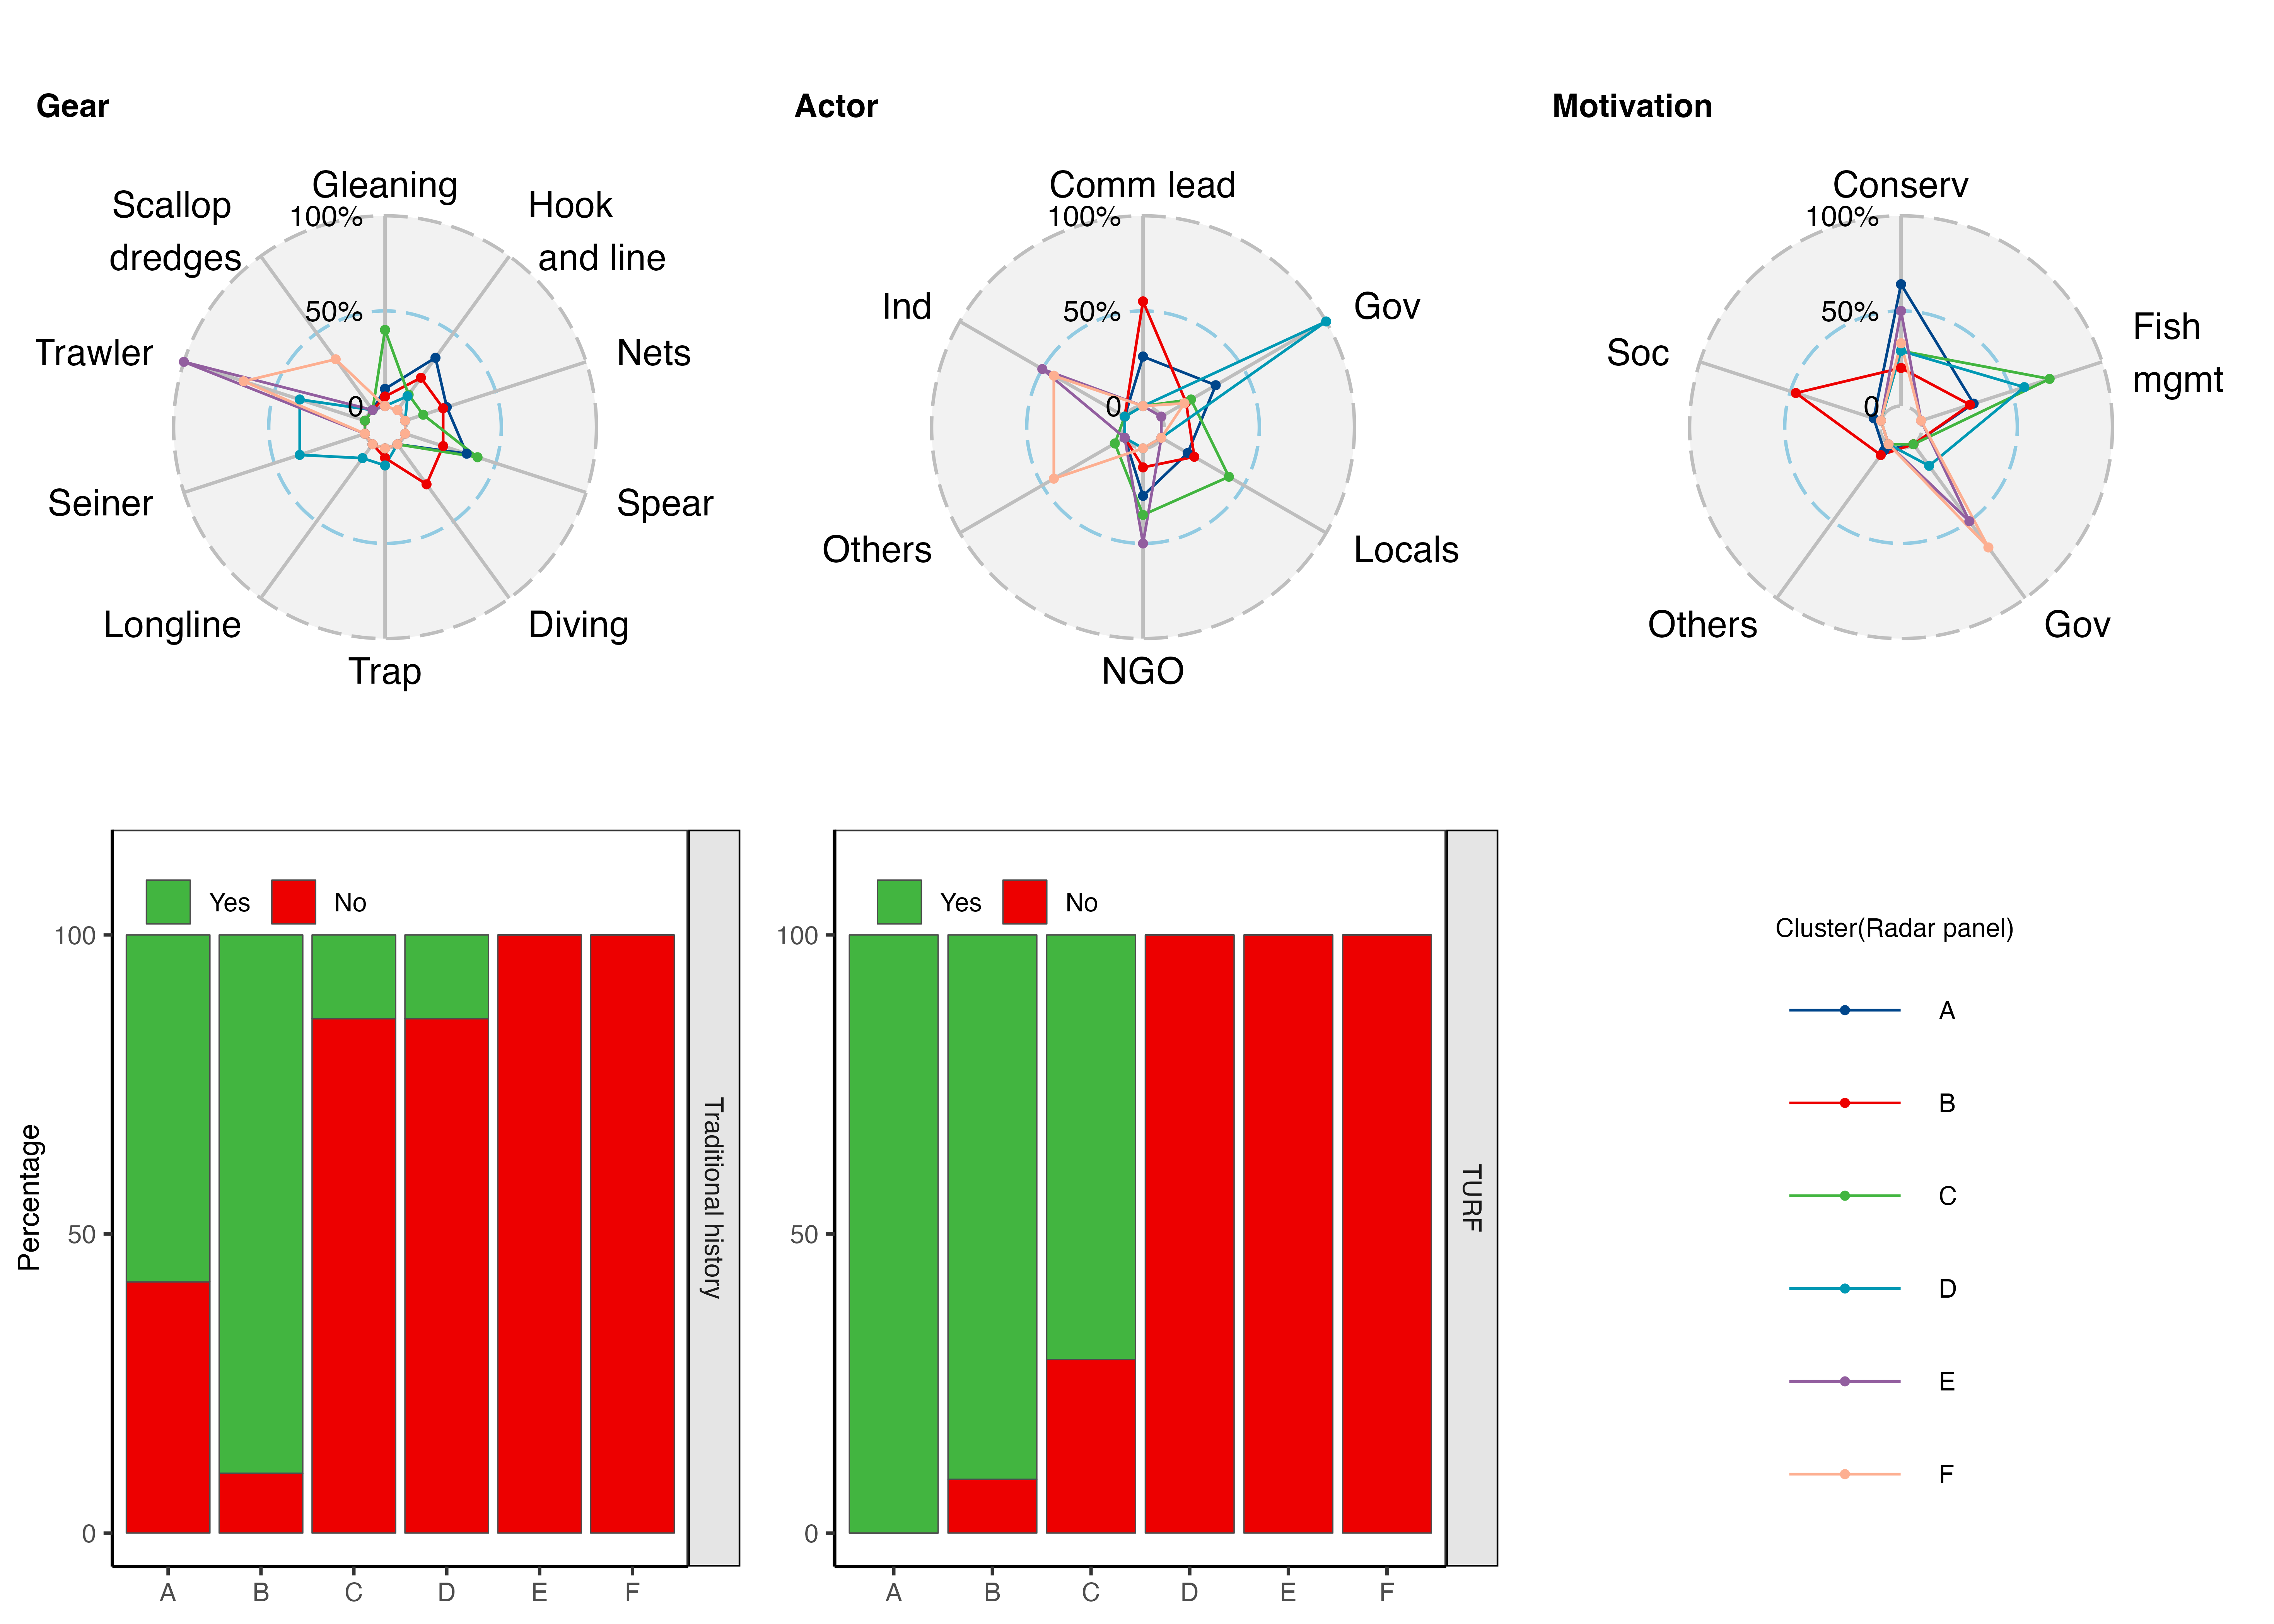 Gear
Actor
Motivation
Scallop
dredges
Gleaning
Hook
and line
100%
50%
0
Trawler
Nets
Seiner
Spear
Longline
Diving
Trap
Comm lead
100%
50%
0
Ind
Gov
Others
Locals
NGO
Conserv
100%
50%
0
Soc
Fish
mgmt
Others
Gov
Percentage
Yes
No
100
50
0
A
B
C
D
E
F
Traditional history
Yes
No
100
50
0
A
B
C
D
E
F
TURF
Cluster(Radar panel)
A
B
C
D
E
F